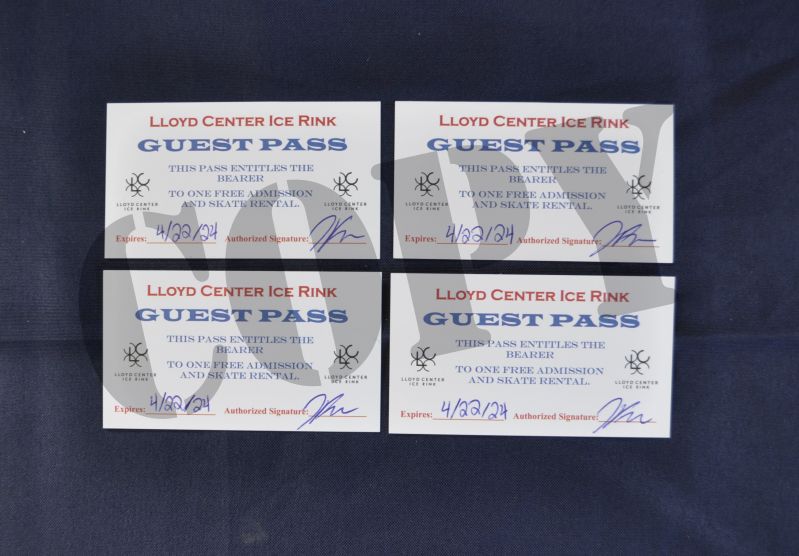 LLOYD CENTER ICE RINK
GUEST PASS
THIS PASS ENTITLES THE
BEARER
TO ONE FREE ADMISSION
AND SKATE RENTAL.
LLOYD CENTER
ICE RINK
LLOYD CENTER
ICE RINK
Expires: 4/22/24 Authorized Signature:
LLOYD CENTER ICE RINK
GUEST PASS
THIS PASS ENTITLES THE
BEARER
TO ONE FREE ADMISSION
AND SKATE RENTAL.
LLOYD CENTER
ICE RINK
LLOYD CENTER
ICE RINK
Expires: 4/22/24 Authorized Signature:
LLOYD CENTER ICE RINK
GUEST PASS
THIS PASS ENTITLES THE
BEARER
TO ONE FREE ADMISSION
AND SKATE RENTAL.
LLOYD CENTER
ICE RINK
LLOYD CENTER
ICE RINK
Expires: 4/22/24 Authorized Signature:
LLOYD CENTER ICE RINK
GUEST PASS
THIS PASS ENTITLES THE
BEARER
TO ONE FREE ADMISSION
AND SKATE RENTAL.
LLOYD CENTER
ICE RINK
LLOYD CENTER
ICE RINK
Expires: 4/22/24 Authorized Signature:
COPY